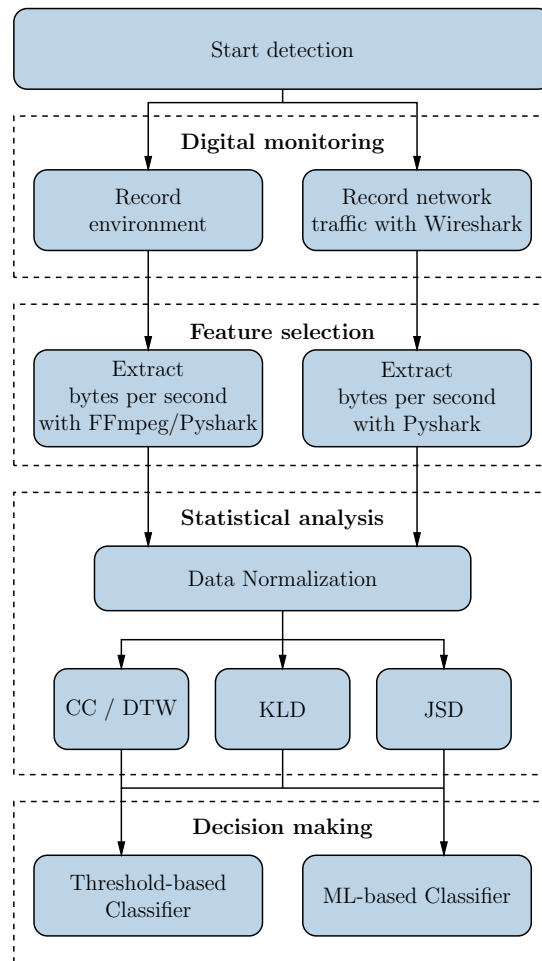 Start detection
Digital monitoring
Record
environment
Record network
traffic with Wireshark
Feature selection
Extract
bytes per second
with FFmpeg/Pyshark
Extract
bytes per second
with Pyshark
Statistical analysis
Data Normalization
CC / DTW
KLD
JSD
Decision making
Threshold-based
Classifier
ML-based Classifier